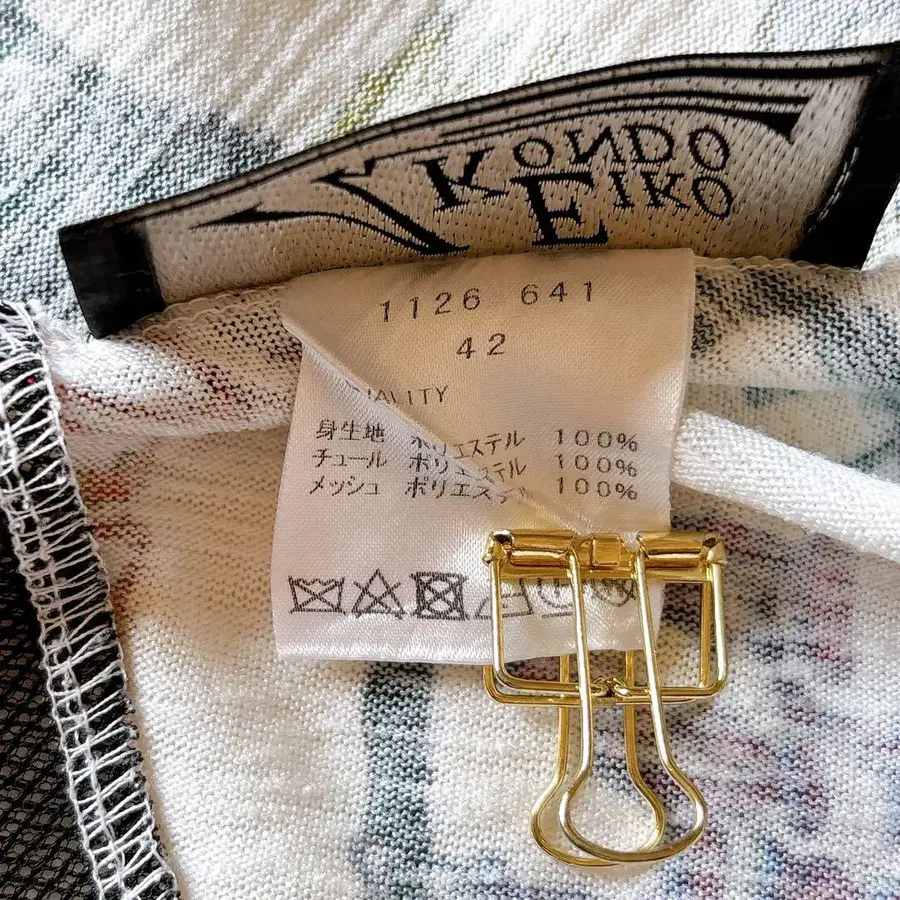 EIKO
KONDO
1126 641
42
QUALITY
身生地 ポリエステル 100%
チュール ポリエステル 100%
メッシュ ポリエステル 100%